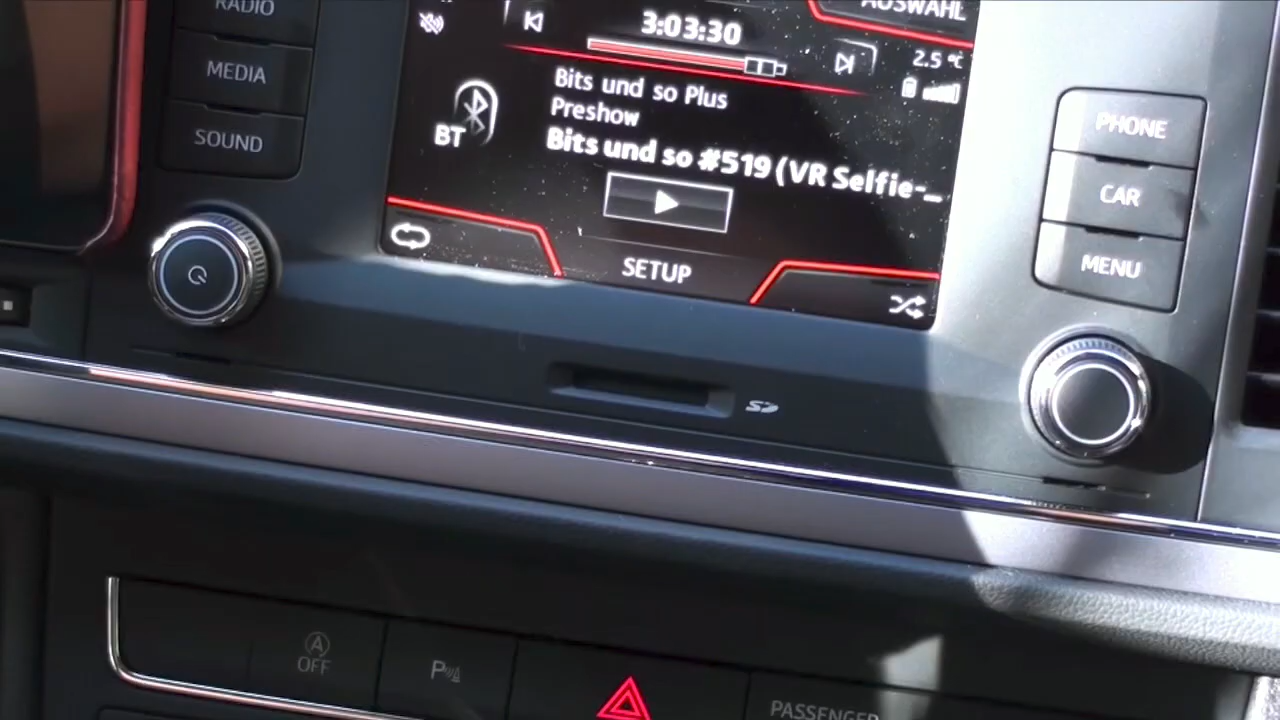 RADIO
MEDIA
SOUND
AUSWAHL
3:03:30
2.5 °C
Bits und so Plus
Preshow
BT
Bits und so #519 (VR Selfie-_
SETUP
PHONE
CAR
MENU
SD
A
OFF
P
PASSENGER